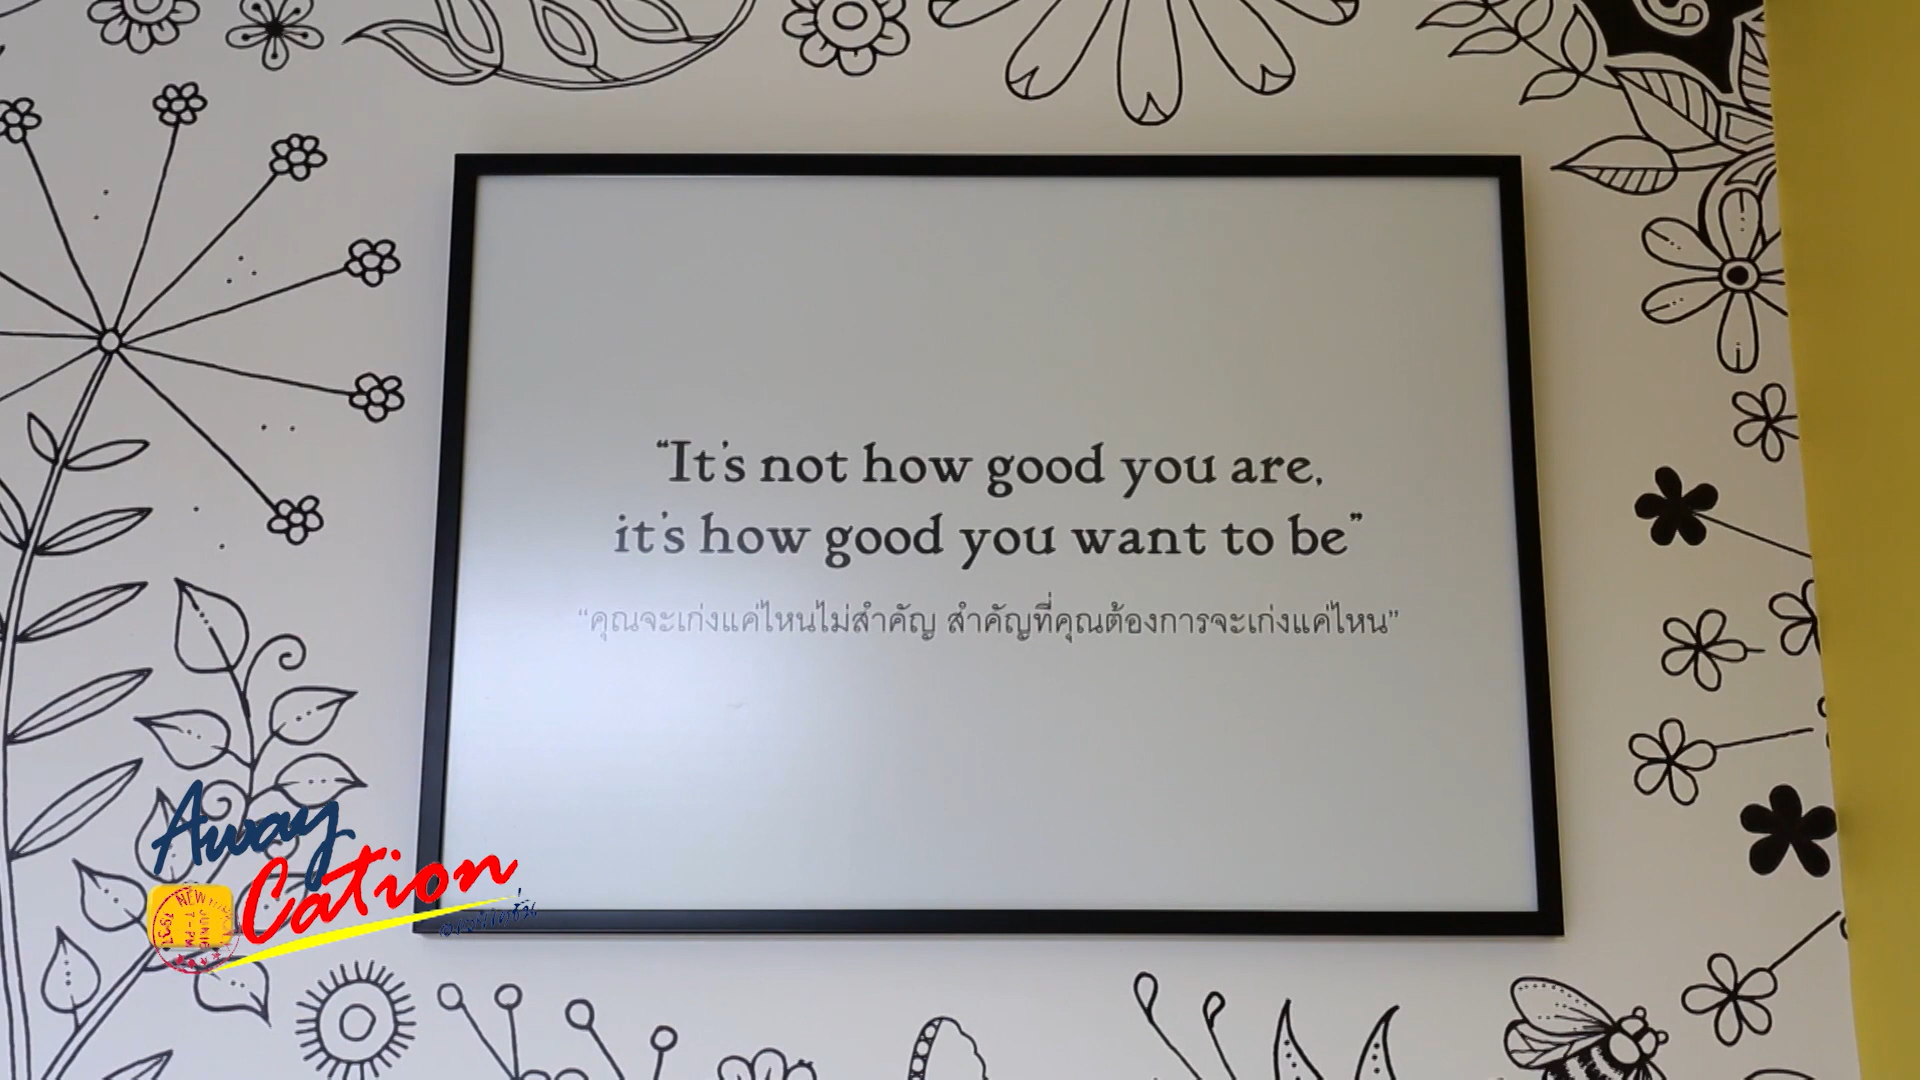 “It's not how good you are,
it's how good you want to be”
“คุณจะเก่งแค่ไหนไม่สำคัญ สำคัญที่คุณต้องการจะเก่งแค่ไหน”
Away
Cation